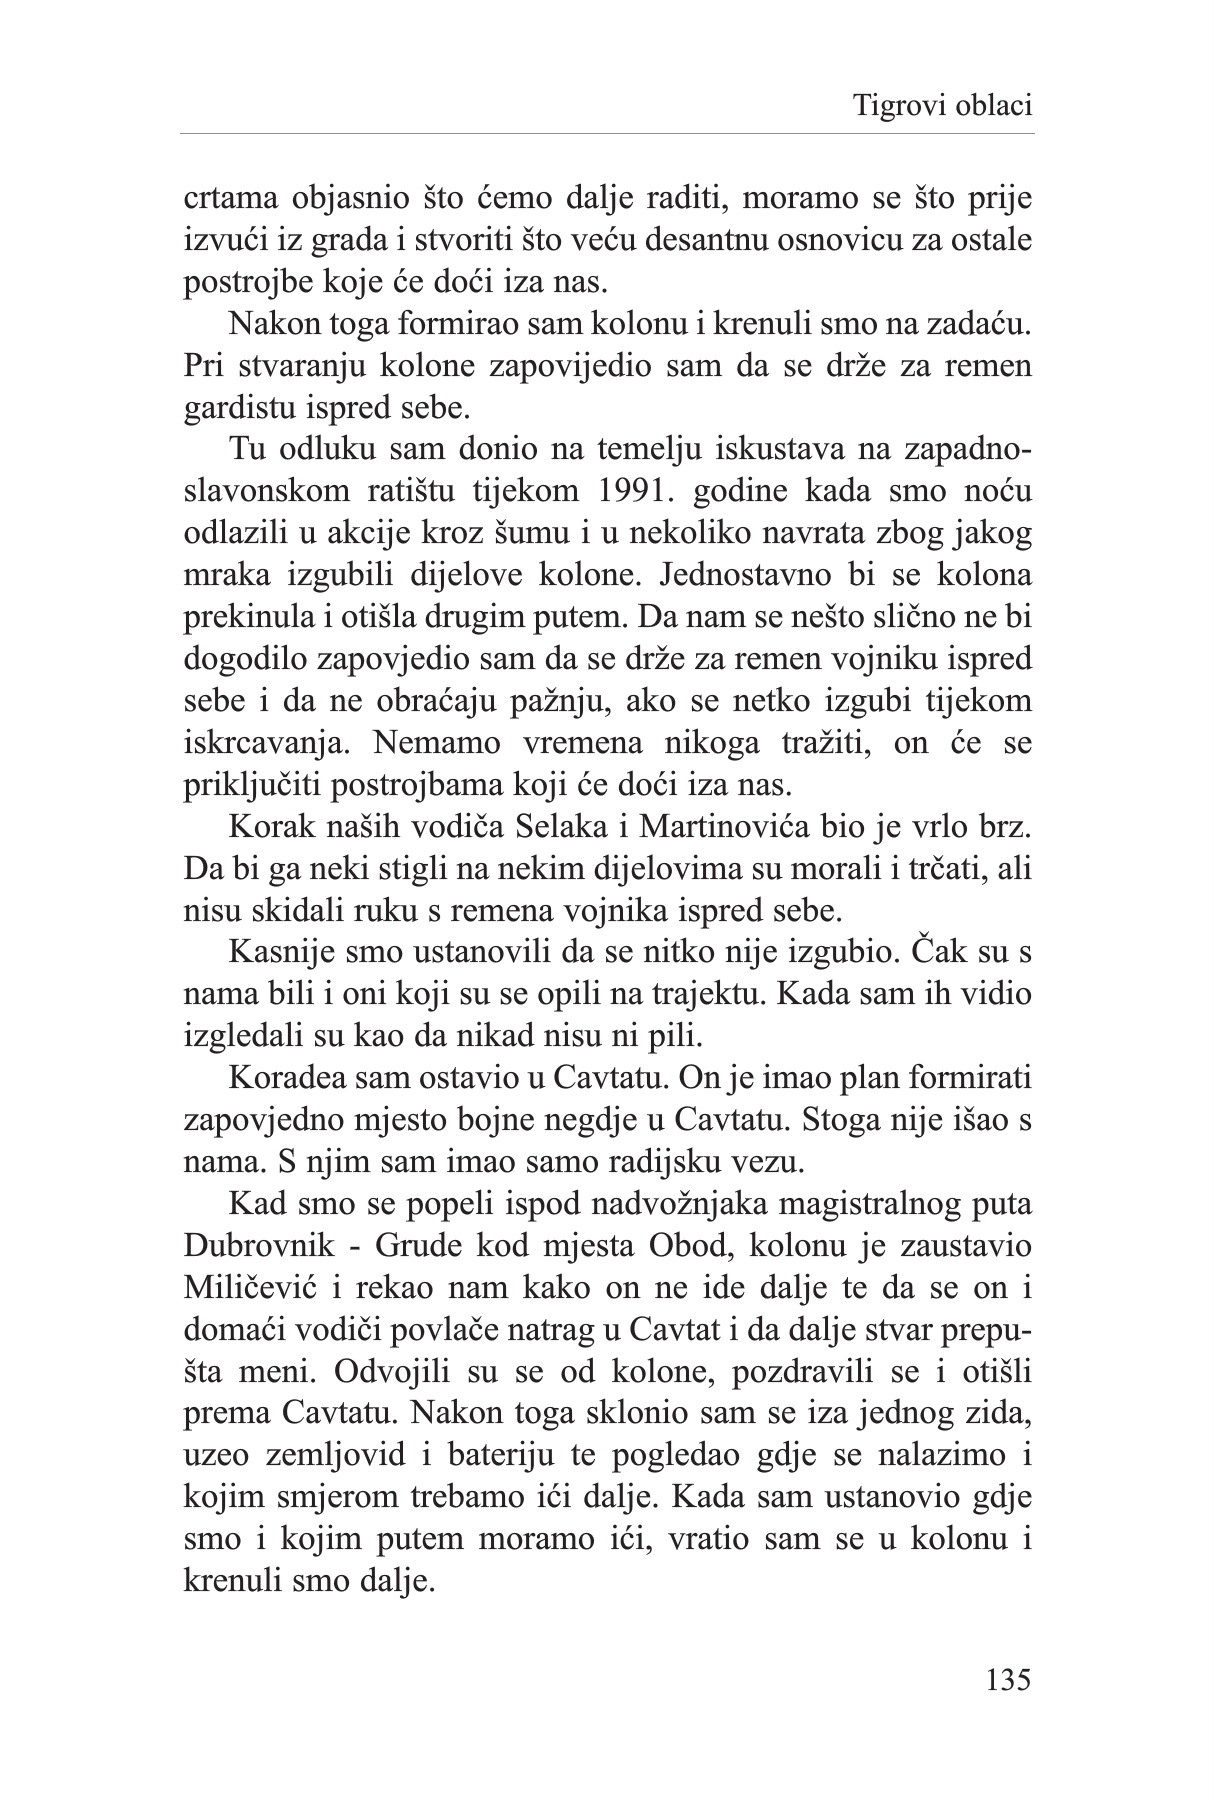 Tigrovi oblaci
crtama objasnio što ćemo dalje raditi, moramo se što prije
izvući iz grada i stvoriti što veću desantnu osnovicu za ostale
postrojbe koje će doći iza nas.
Nakon toga formirao sam kolonu i krenuli smo na zadaću.
Pri stvaranju kolone zapovijedio sam da se drže za remen
gardistu ispred sebe.
Tu odluku sam donio na temelju iskustava na zapadno-
slavonskom ratištu tijekom 1991. godine kada smo noću
odlazili u akcije kroz šumu i u nekoliko navrata zbog jakog
mraka izgubili dijelove kolone. Jednostavno bi se kolona
prekinula i otišla drugim putem. Da nam se nešto slično ne bi
dogodilo zapovjedio sam da se drže za remen vojniku ispred
sebe i da ne obraćaju pažnju, ako se netko izgubi tijekom
iskrcavanja. Nemamo vremena nikoga tražiti, on će se
priključiti postrojbama koji će doći iza nas.
Korak naših vodiča Selaka i Martinovića bio je vrlo brz.
Da bi ga neki stigli na nekim dijelovima su morali i trčati, ali
nisu skidali ruku s remena vojnika ispred sebe.
Kasnije smo ustanovili da se nitko nije izgubio. Čak su s
nama bili i oni koji su se opili na trajektu. Kada sam ih vidio
izgledali su kao da nikad nisu ni pili.
Koradea sam ostavio u Cavtatu. On je imao plan formirati
zapovjedno mjesto bojne negdje u Cavtatu. Stoga nije išao s
nama. S njim sam imao samo radijsku vezu.
Kad smo se popeli ispod nadvožnjaka magistralnog puta
Dubrovnik - Grude kod mjesta Obod, kolonu je zaustavio
Miličević i rekao nam kako on ne ide dalje te da se on i
domaći vodiči povlače natrag u Cavtat i da dalje stvar prepu-
šta meni. Odvojili su se od kolone, pozdravili se i otišli
prema Cavtatu. Nakon toga sklonio sam se iza jednog zida,
uzeo zemljovid i bateriju te pogledao gdje se nalazimo i
kojim smjerom trebamo ići dalje. Kada sam ustanovio gdje
smo i kojim putem moramo ići, vratio sam se u kolonu i
krenuli smo dalje.
135